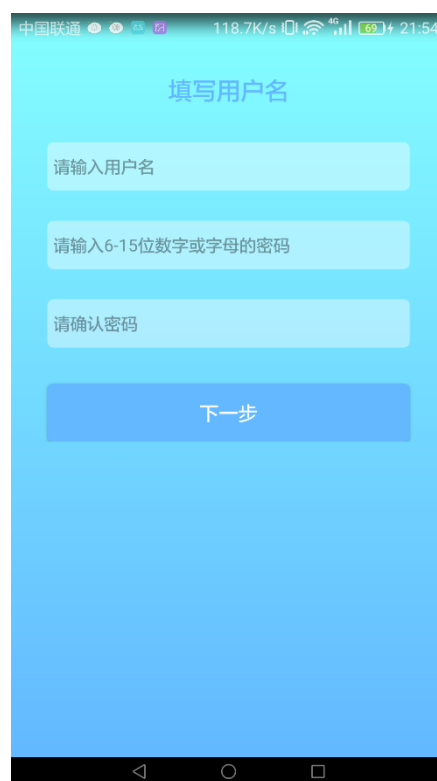 中国联通 118.7K/s 4G 69 21:54
填写用户名
请输入用户名
请输入6-15位数字或字母的密码
请确认密码
下一步